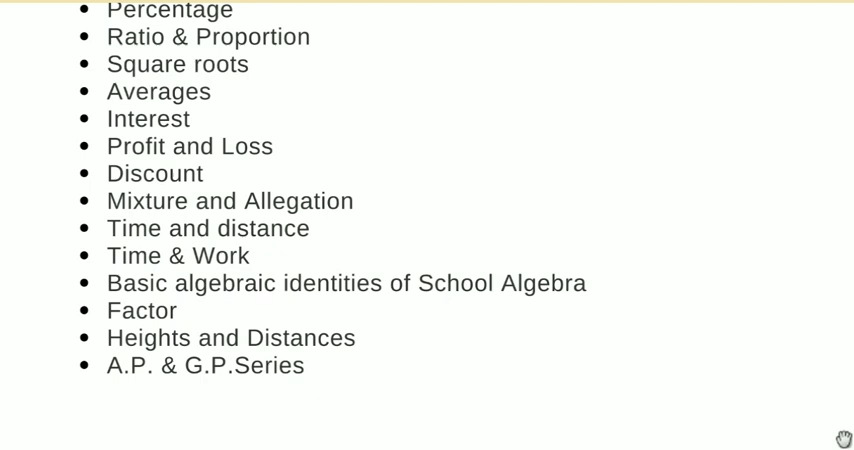 • Percentage
• Ratio & Proportion
• Square roots
• Averages
• Interest
• Profit and Loss
• Discount
• Mixture and Allegation
• Time and distance
• Time & Work
• Basic algebraic identities of School Algebra
• Factor
• Heights and Distances
• A.P. & G.P.Series